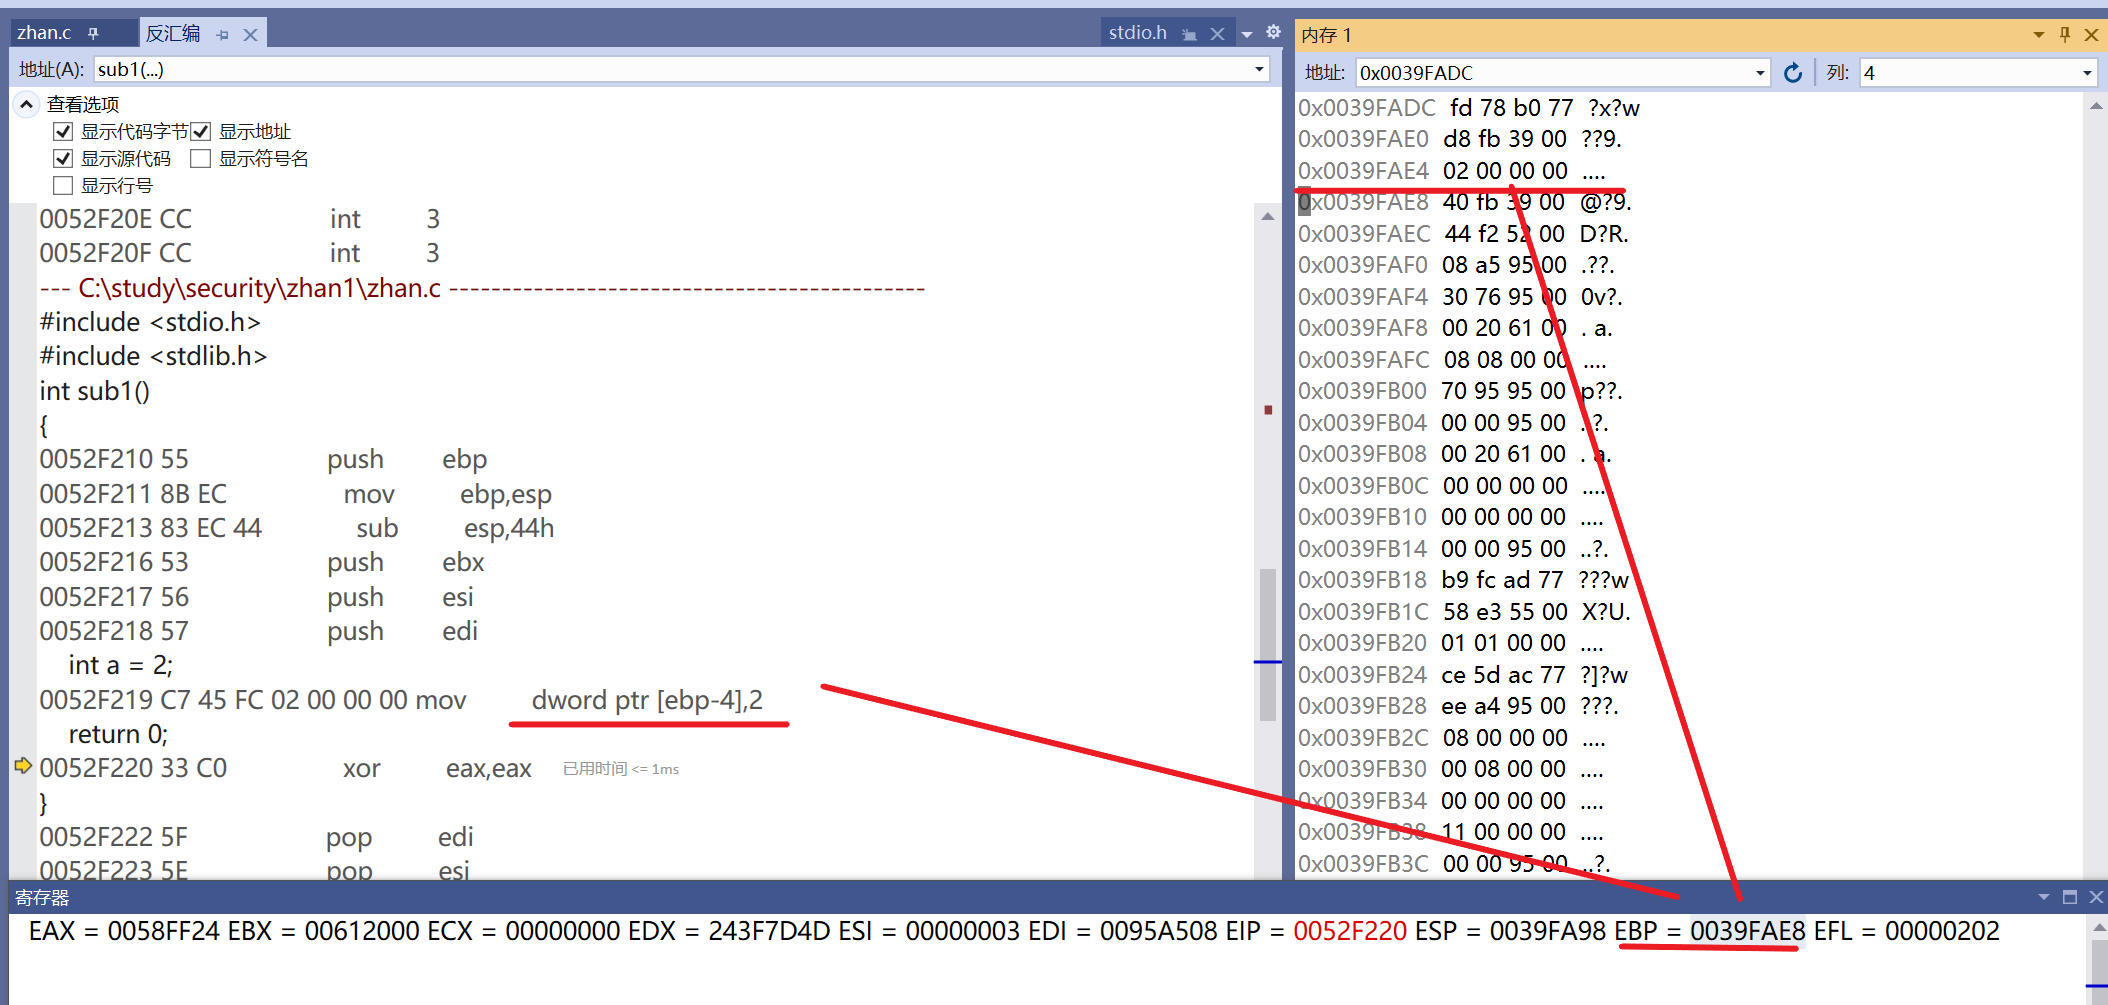 zhan.c
反汇编
stdio.h
地址(A): sub1(...)
查看选项
显示代码字节 显示地址
显示源代码 显示符号名
显示行号
0052F20E CC int 3
0052F20F CC int 3
--- C:\study\security\zhan1\zhan.c --------------------------------------------
#include <stdio.h>
#include <stdlib.h>
int sub1()
{
0052F210 55 push ebp
0052F211 8B EC mov ebp,esp
0052F213 83 EC 44 sub esp,44h
0052F216 53 push ebx
0052F217 56 push esi
0052F218 57 push edi
int a = 2;
0052F219 C7 45 FC 02 00 00 00 mov dword ptr [ebp-4],2
return 0;
0052F220 33 C0 xor eax,eax 已用时间 <= 1ms
}
0052F222 5F pop edi
0052F223 5E pop esi
内存 1
地址: 0x0039FADC 列: 4
0x0039FADC fd 78 b0 77 ?x?w
0x0039FAE0 d8 fb 39 00 ??9.
0x0039FAE4 02 00 00 00 ....
0x0039FAE8 40 fb 39 00 @?9.
0x0039FAEC 44 f2 52 00 D?R.
0x0039FAF0 08 a5 95 00 .??.
0x0039FAF4 30 76 95 00 0v?.
0x0039FAF8 00 20 61 00 . a.
0x0039FAFC 08 08 00 00 ....
0x0039FB00 70 95 95 00 p??.
0x0039FB04 00 00 95 00 ..?.
0x0039FB08 00 20 61 00 . a.
0x0039FB0C 00 00 00 00 ....
0x0039FB10 00 00 00 00 ....
0x0039FB14 00 00 95 00 ..?.
0x0039FB18 b9 fc ad 77 ???w
0x0039FB1C 58 e3 55 00 X?U.
0x0039FB20 01 01 00 00 ....
0x0039FB24 ce 5d ac 77 ?]?w
0x0039FB28 ee a4 95 00 ???.
0x0039FB2C 08 00 00 00 ....
0x0039FB30 00 08 00 00 ....
0x0039FB34 00 00 00 00 ....
0x0039FB38 11 00 00 00 ....
0x0039FB3C 00 00 95 00 ..?.
寄存器
EAX = 0058FF24 EBX = 00612000 ECX = 00000000 EDX = 243F7D4D ESI = 00000003 EDI = 0095A508 EIP = 0052F220 ESP = 0039FA98 EBP = 0039FAE8 EFL = 00000202